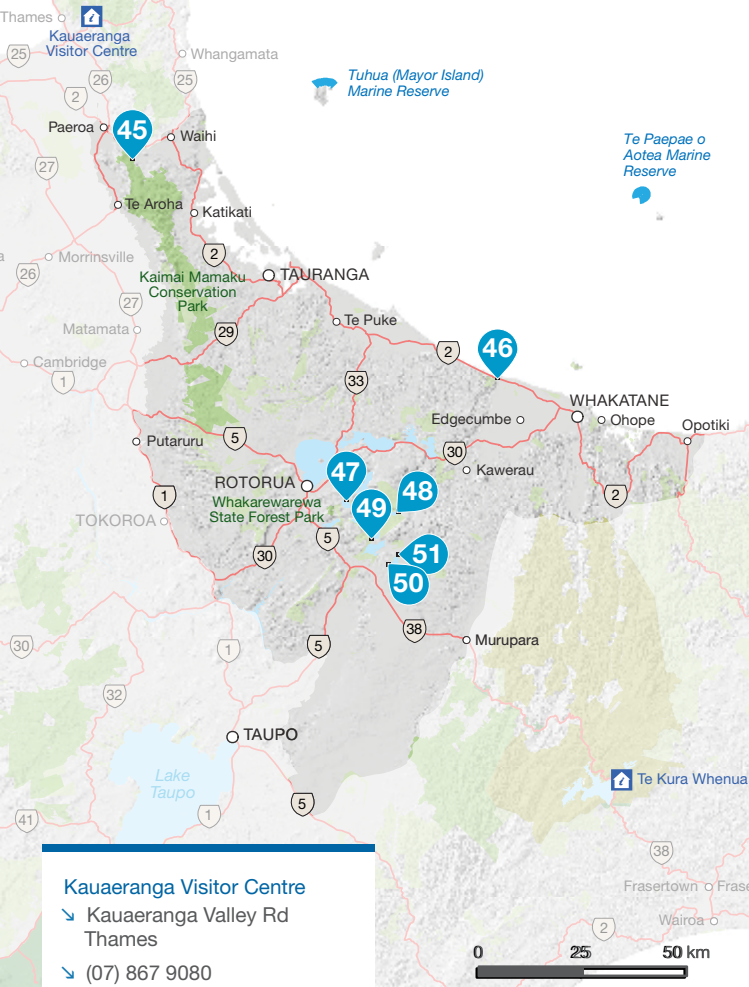 Thames
Kauaeranga
Visitor Centre
25
Whangamata
26
25
2
Tuhua (Mayor Island)
Marine Reserve
Paeroa
45
Waihi
Te Paepae o
Aotea Marine
Reserve
27
Te Aroha
Katikati
2
a
Morrinsville
26
Kaimai Mamaku
Conservation
Park
TAURANGA
27
Matamata
29
Te Puke
2
46
Cambridge
1
33
WHAKATANE
Edgecumbe
Ohope
Opotiki
Putaruru
5
30
Kawerau
ROTORUA
47
48
1
2
Whakarewarewa
State Forest Park
49
TOKOROA
5
30
51
50
38
Murupara
30
1
5
32
TAUPO
Lake
Taupo
Te Kura Whenua
5
1
41
38
Kauaeranga Visitor Centre
Kauaeranga Valley Rd
Thames
(07) 867 9080
Frasertown
Frase
Wairoa
2
0 25 50 km